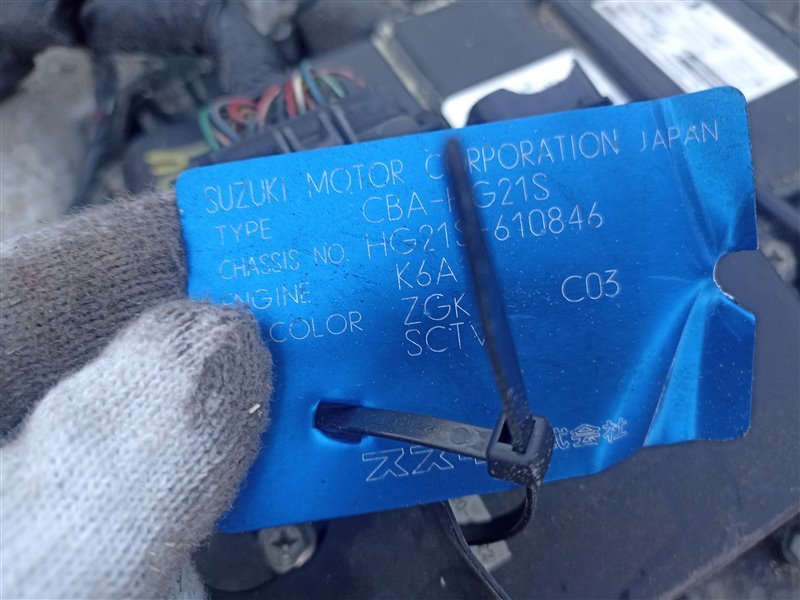 SUZUKI MOTOR CORPORATION JAPAN
TYPE CBA-HG21S
CHASSIS NO. HG21S-610846
ENGINE K6A
COLOR ZGK C03
SCTV